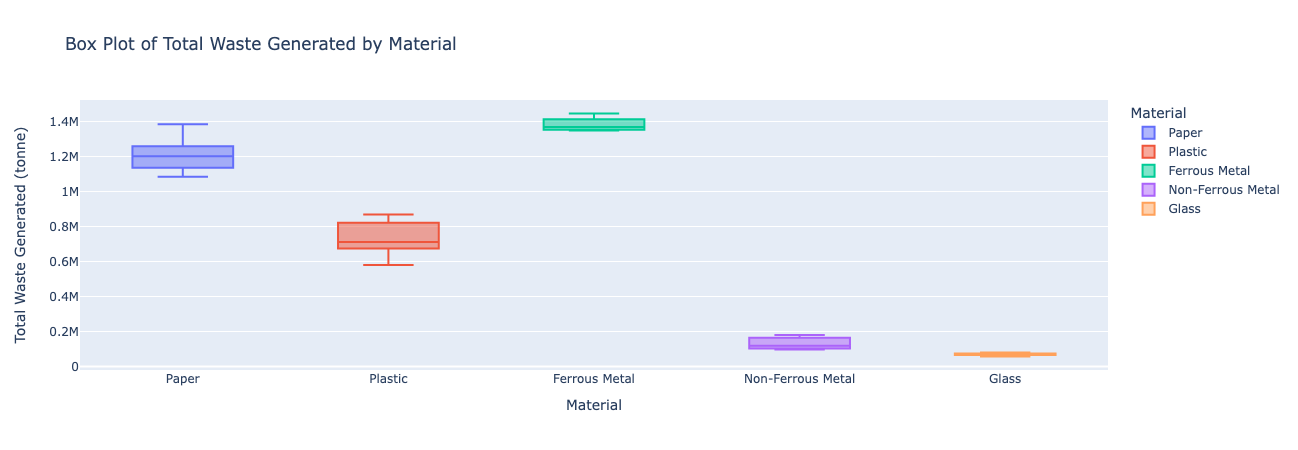 Box Plot of Total Waste Generated by Material
Total Waste Generated (tonne)
1.4M
1.2M
1M
0.8M
0.6M
0.4M
0.2M
0
Paper
Plastic
Ferrous Metal
Non-Ferrous Metal
Glass
Material
Material
Paper
Plastic
Ferrous Metal
Non-Ferrous Metal
Glass